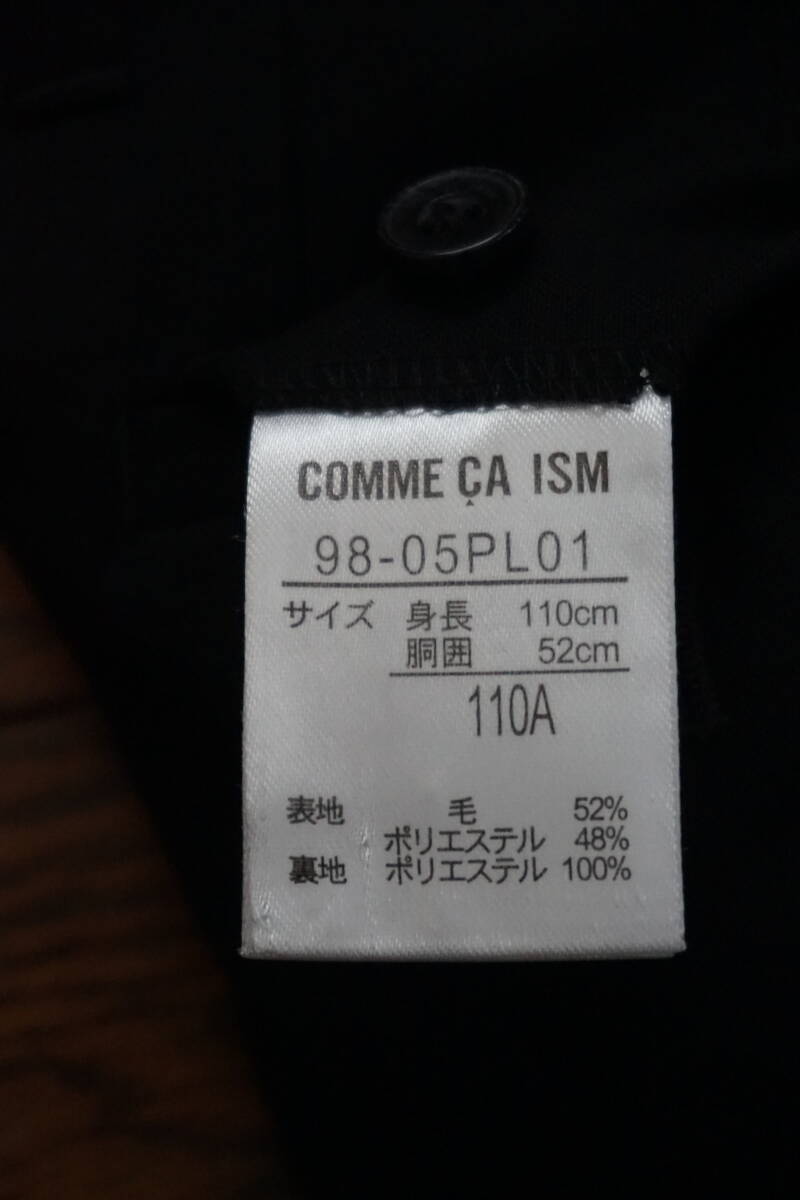 COMME ÇA ISM
98-05PL01
サイズ 身長 110cm
胴囲 52cm
110A
表地 毛 52%
ポリエステル 48%
裏地 ポリエステル 100%